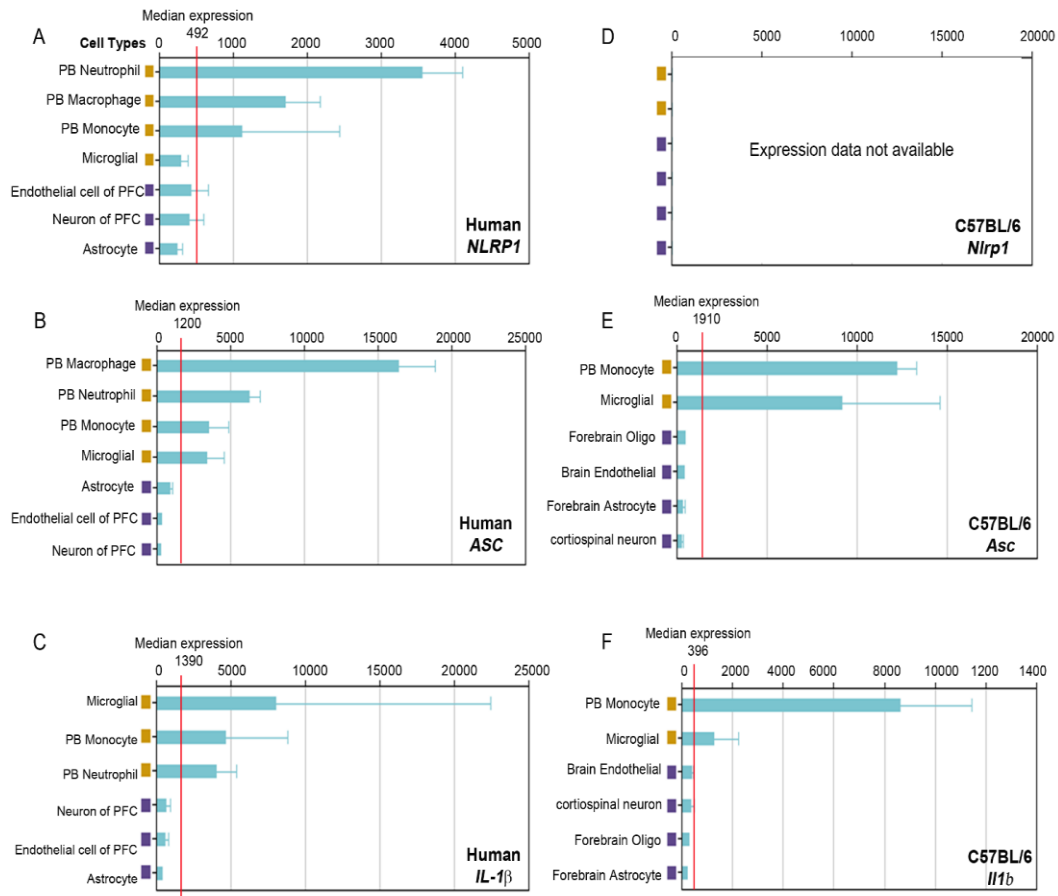 A
Median expression
492
Cell Types
0 1000 2000 3000 4000 5000
PB Neutrophil
PB Macrophage
PB Monocyte
Microglial
Endothelial cell of PFC
Neuron of PFC
Astrocyte
Human
NLRP1
D
0 5000 10000 15000 20000
Expression data not available
C57BL/6
Nlrp1
B
Median expression
1200
0 5000 10000 15000 20000 25000
PB Macrophage
PB Neutrophil
PB Monocyte
Microglial
Astrocyte
Endothelial cell of PFC
Neuron of PFC
Human
ASC
E
Median expression
1910
0 5000 10000 15000 20000
PB Monocyte
Microglial
Forebrain Oligo
Brain Endothelial
Forebrain Astrocyte
cortiospinal neuron
C57BL/6
Asc
C
Median expression
1390
0 5000 10000 15000 20000 25000
Microglial
PB Monocyte
PB Neutrophil
Neuron of PFC
Endothelial cell of PFC
Astrocyte
Human
IL-1β
F
Median expression
396
0 2000 4000 6000 8000 10000 1200 1400
PB Monocyte
Microglial
Brain Endothelial
cortiospinal neuron
Forebrain Oligo
Forebrain Astrocyte
C57BL/6
Il1b